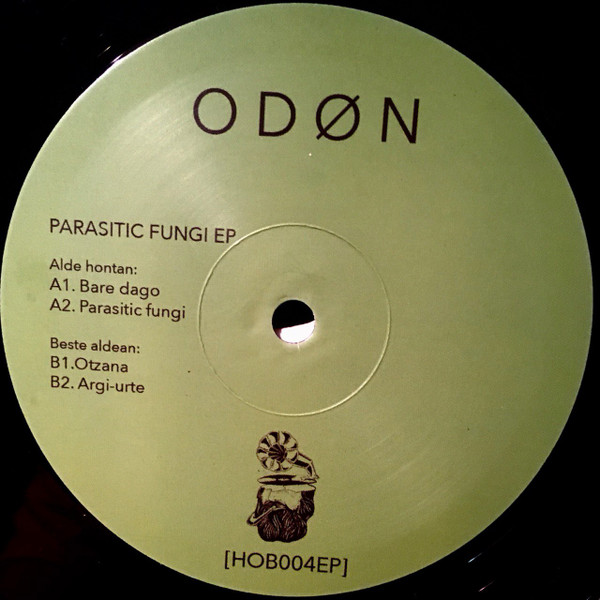 ODØN
PARASITIC FUNGI EP
Alde hontan:
A1. Bare dago
A2. Parasitic fungi
Beste aldean:
B1.Otzana
B2. Argi-urte
[HOB004EP]